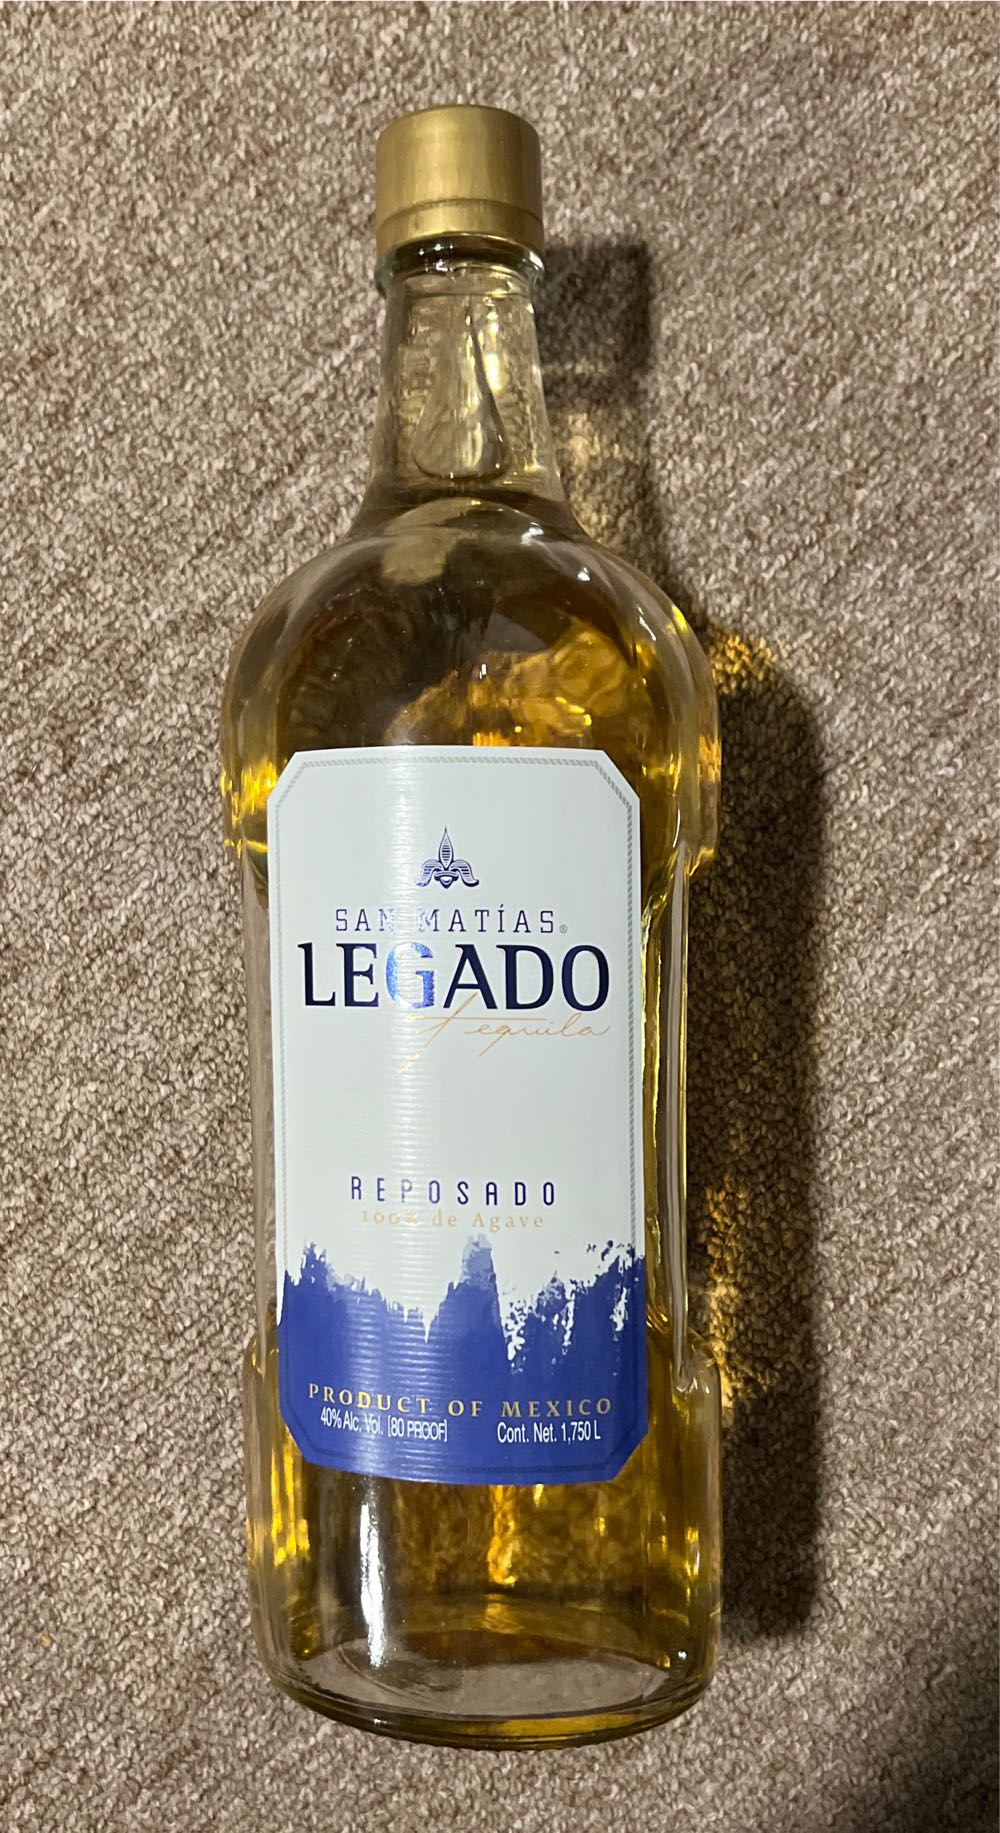 SAN MATÍAS®
LEGADO
tequila
REPOSADO
100% de Agave
PRODUCT OF MEXICO
40% Alc. Vol. [80 PROOF] Cont. Net. 1,750 L